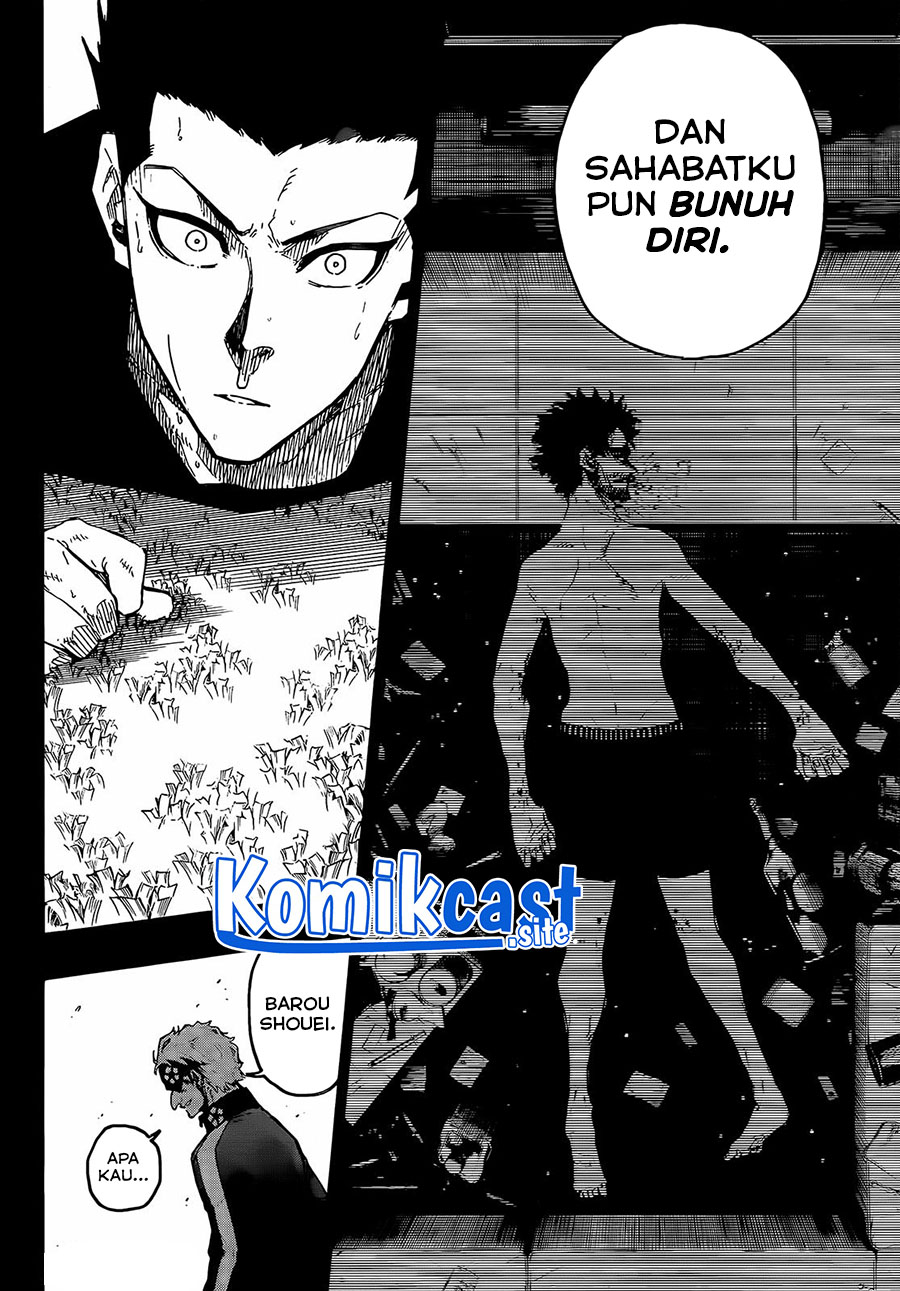 DAN
SAHABATKU
PUN BUNUH
DIRI.
Komikcast
.site
BAROU
SHOUEI.
APA
KAU...